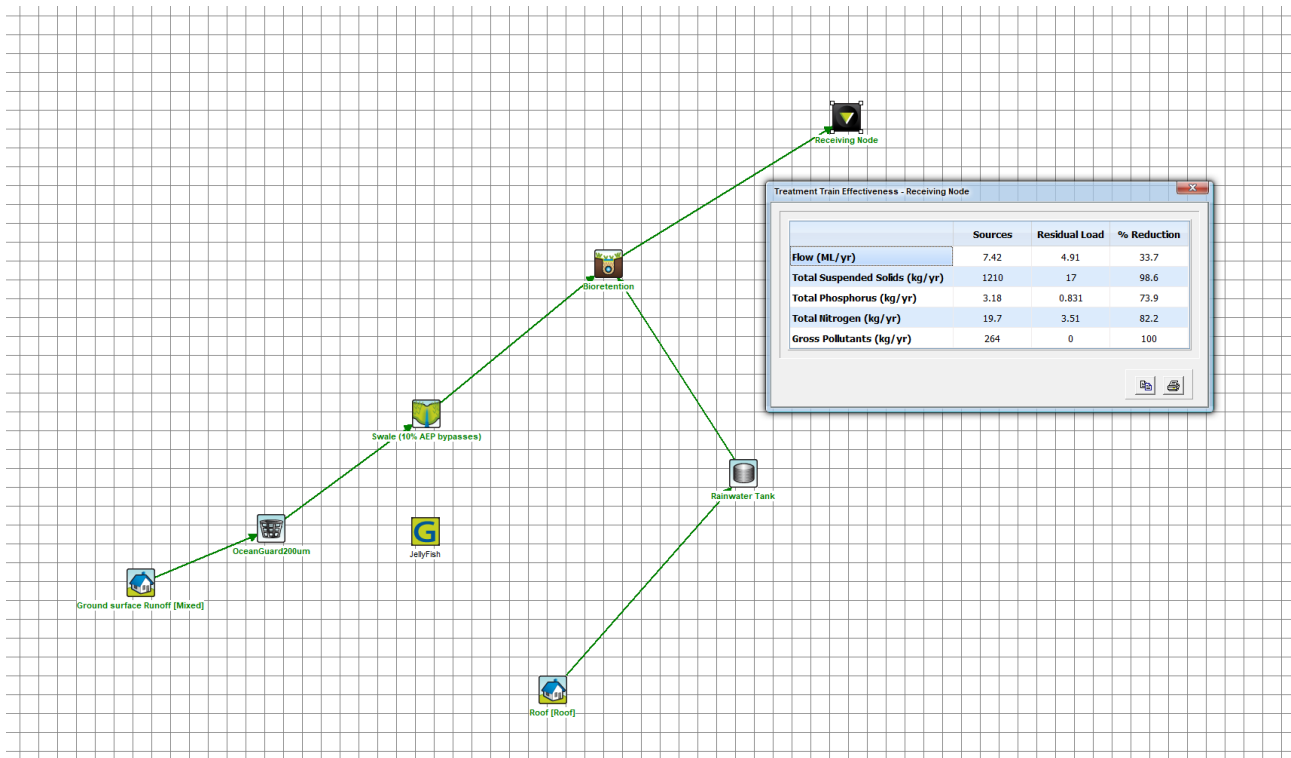 Receiving Node
Treatment Train Effectiveness - Receiving Node
Sources Residual Load % Reduction
Flow (ML/yr) 7.42 4.91 33.7
Total Suspended Solids (kg/yr) 1210 17 98.6
Total Phosphorus (kg/yr) 3.18 0.831 73.9
Total Nitrogen (kg/yr) 19.7 3.51 82.2
Gross Pollutants (kg/yr) 264 0 100
Bioretention
Swale (10% AEP bypasses)
Rainwater Tank
G
JellyFish
OceanGuard200um
Ground surface Runoff [Mixed]
Roof [Roof]